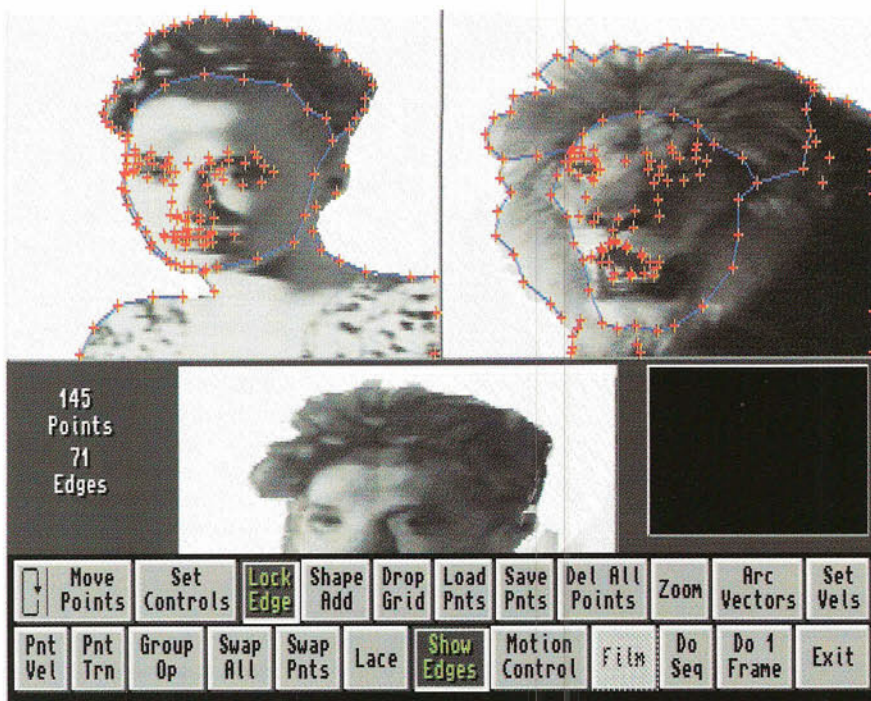 145
Points
71
Edges
Move Points
Set Controls
Lock Edge
Shape Add
Drop Grid
Load Pnts
Save Pnts
Del All Points
Zoom
Arc Vectors
Set Vels
Pnt Vel
Pnt Trn
Group Op
Swap All
Swap Pnts
Lace
Show Edges
Motion Control
Film
Do Seq
Do 1 Frame
Exit